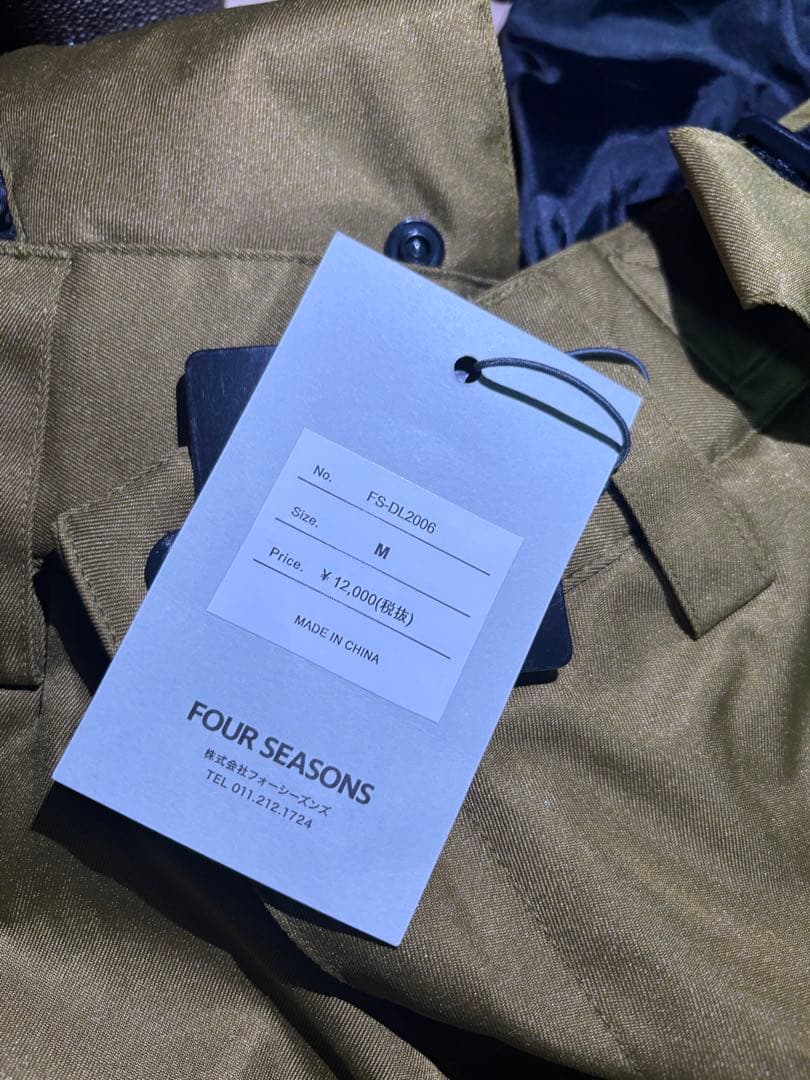 No. FS-DL2006
Size. M
Price. ¥ 12,000(税抜)
MADE IN CHINA
FOUR SEASONS
株式会社フォーシーズンズ
TEL 011.212.1724